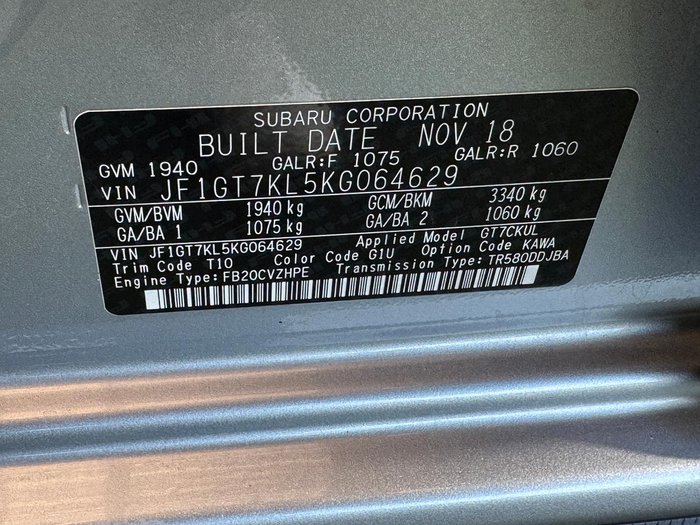 SUBARU CORPORATION
BUILT DATE NOV 18
GVM 1940 GALR:F 1075 GALR:R 1060
VIN JF1GT7KL5KG064629
GVM/BVM 1940 kg GCM/BKM 3340 kg
GA/BA 1 1075 kg GA/BA 2 1060 kg
VIN JF1GT7KL5KG064629 Applied Model GT7CKUL
Trim Code T10 Color Code G1U Option Code KAWA
Engine Type:FB20CVZHPE Transmission Type:TR580DDJBA